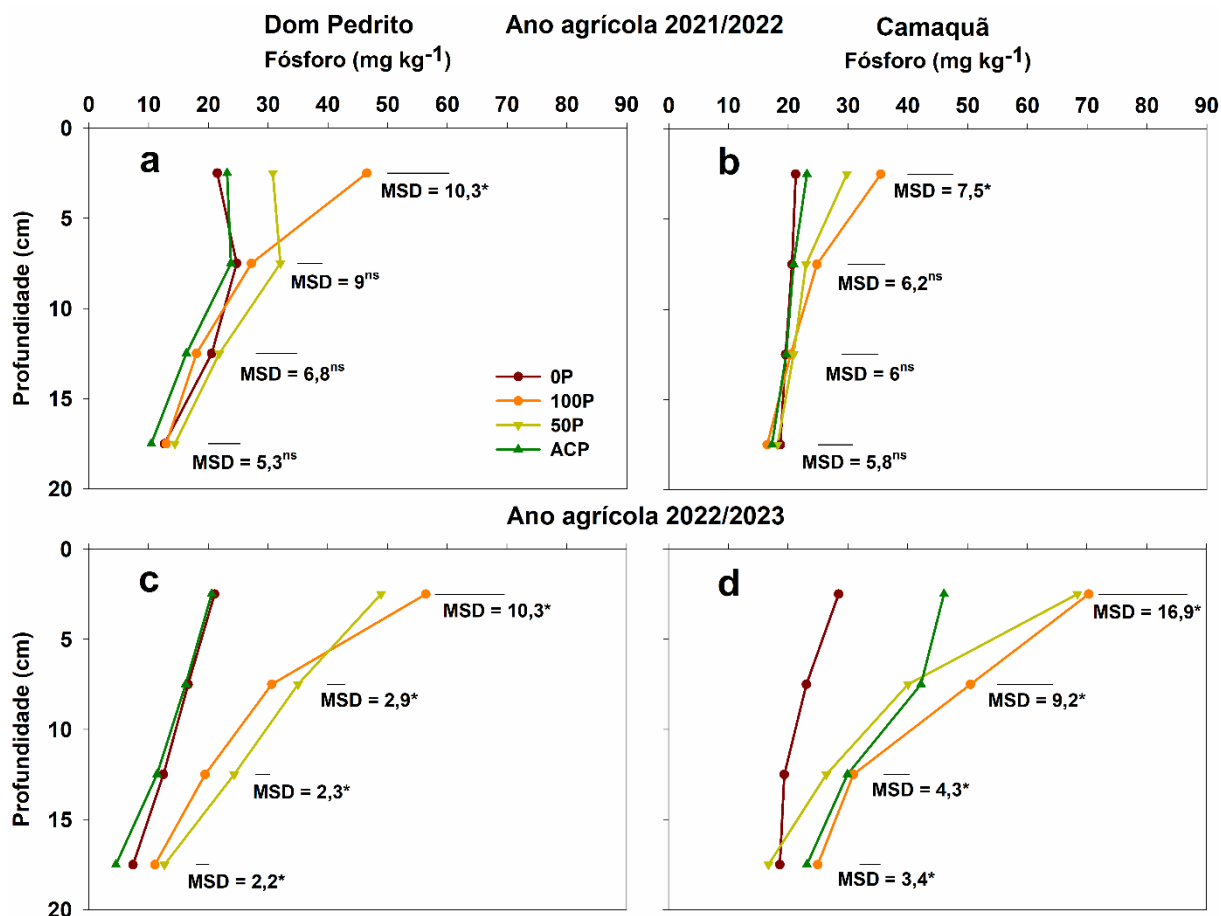 Dom Pedrito Ano agrícola 2021/2022 Camaquã
Fósforo (mg kg-1) Fósforo (mg kg-1)
0 10 20 30 40 50 60 70 80 90 0 10 20 30 40 50 60 70 80 90
0
a b
MSD = 10,3* MSD = 7,5*
5
MSD = 9ns MSD = 6,2ns
Profundidade (cm)
10
MSD = 6,8ns MSD = 6ns
0P
100P
50P
ACP
15
MSD = 5,3ns MSD = 5,8ns
20
Ano agrícola 2022/2023
0
c d
MSD = 10,3* MSD = 16,9*
5
MSD = 2,9* MSD = 9,2*
Profundidade (cm)
10
MSD = 2,3* MSD = 4,3*
15
MSD = 2,2* MSD = 3,4*
20